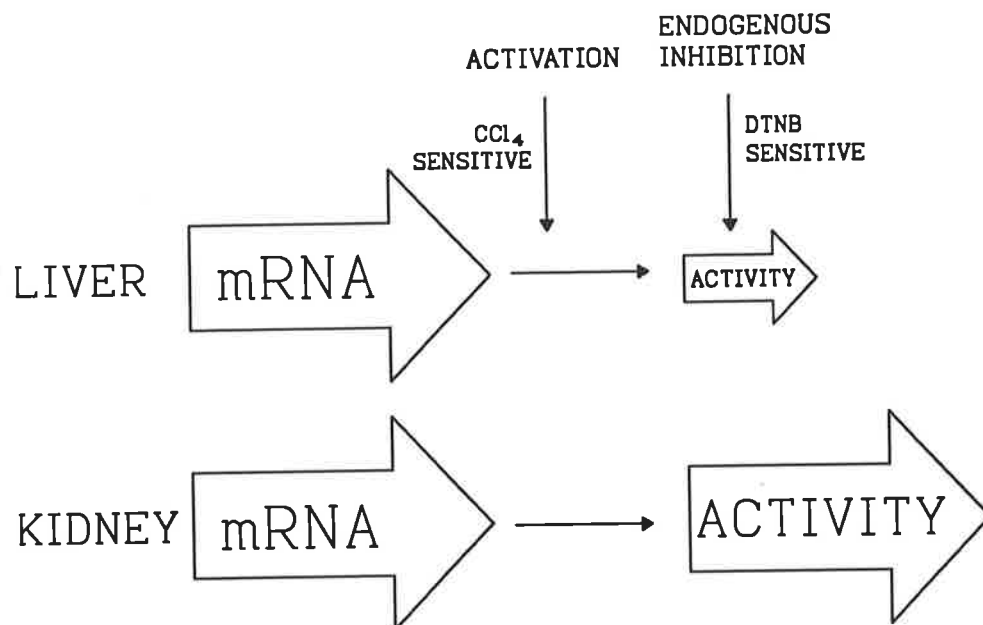 ACTIVATION
ENDOGENOUS
INHIBITION
CCl₄
SENSITIVE
DTNB
SENSITIVE
LIVER
mRNA
ACTIVITY
KIDNEY
mRNA
ACTIVITY